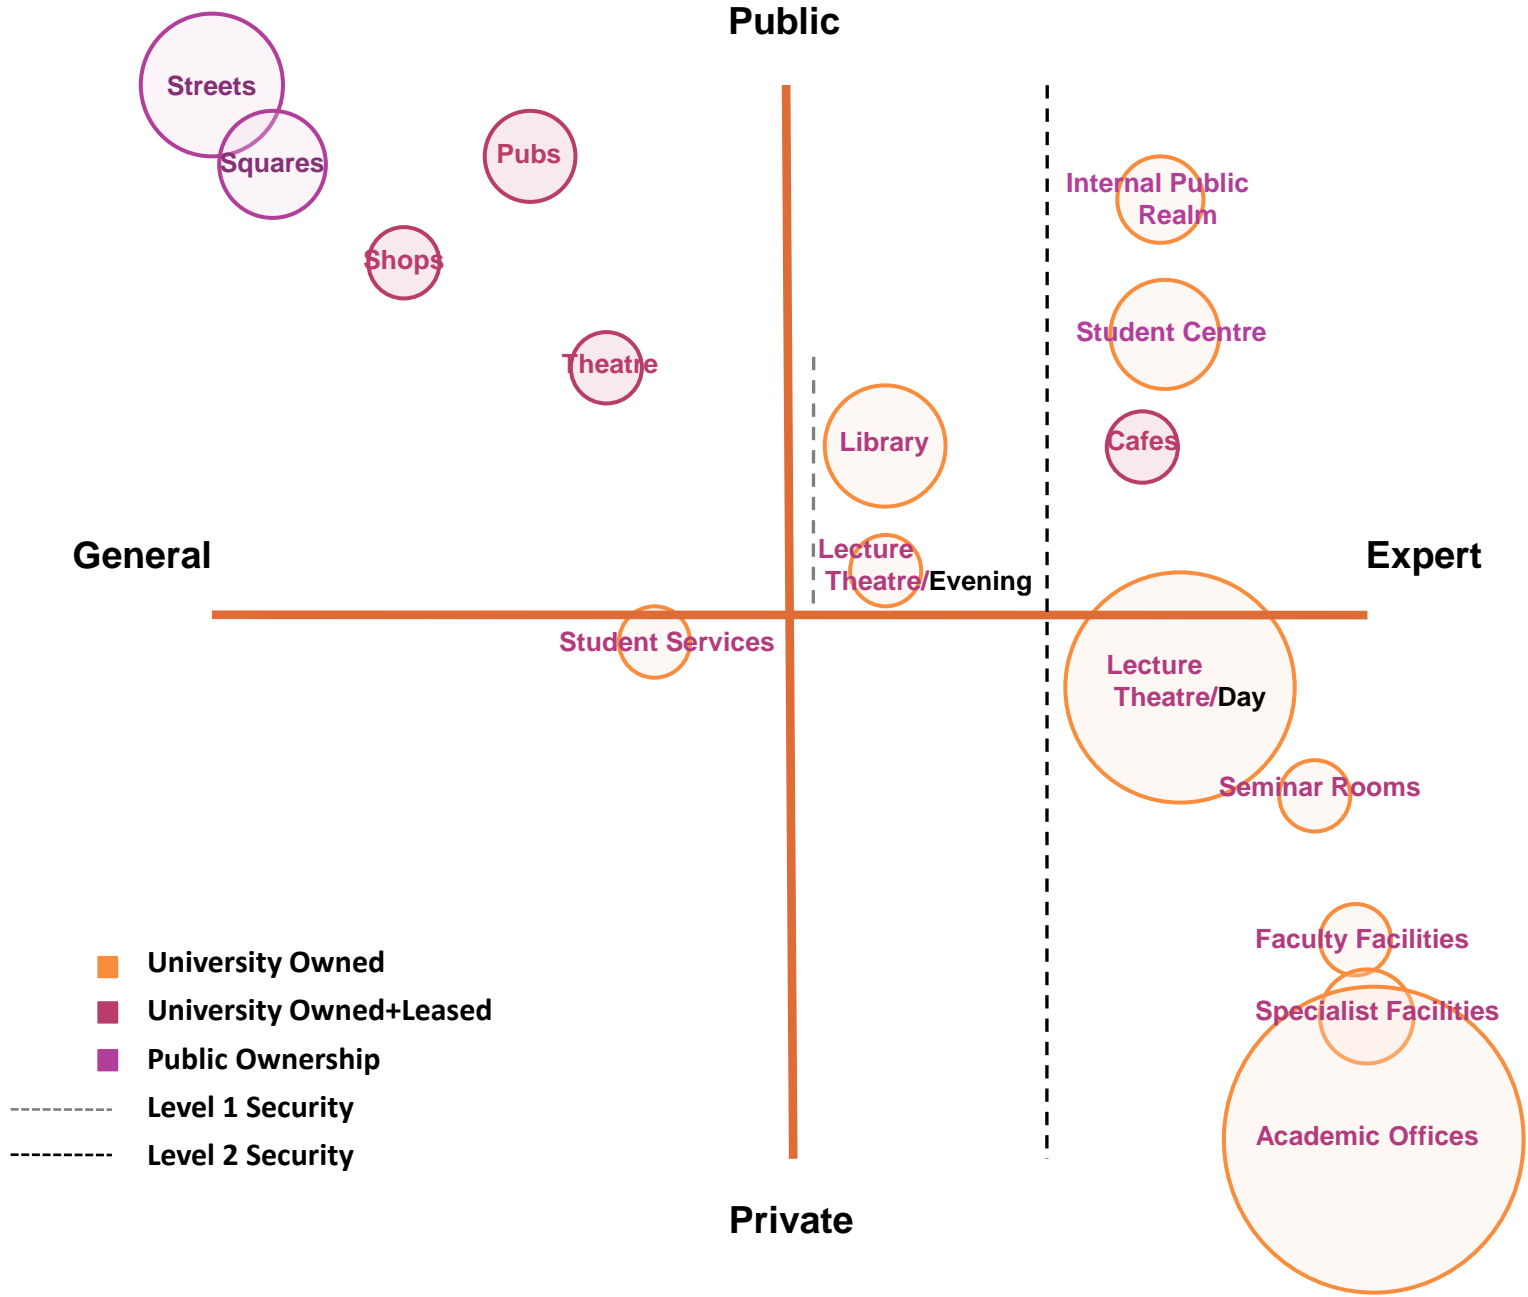 Public
Streets
Squares
Pubs
Shops
Theatre
Internal Public
Realm
Student Centre
Library
Cafes
General
Expert
Lecture
Theatre/Evening
Student Services
Lecture
Theatre/Day
Seminar Rooms
Faculty Facilities
Specialist Facilities
Academic Offices
University Owned
University Owned+Leased
Public Ownership
Level 1 Security
Level 2 Security
Private